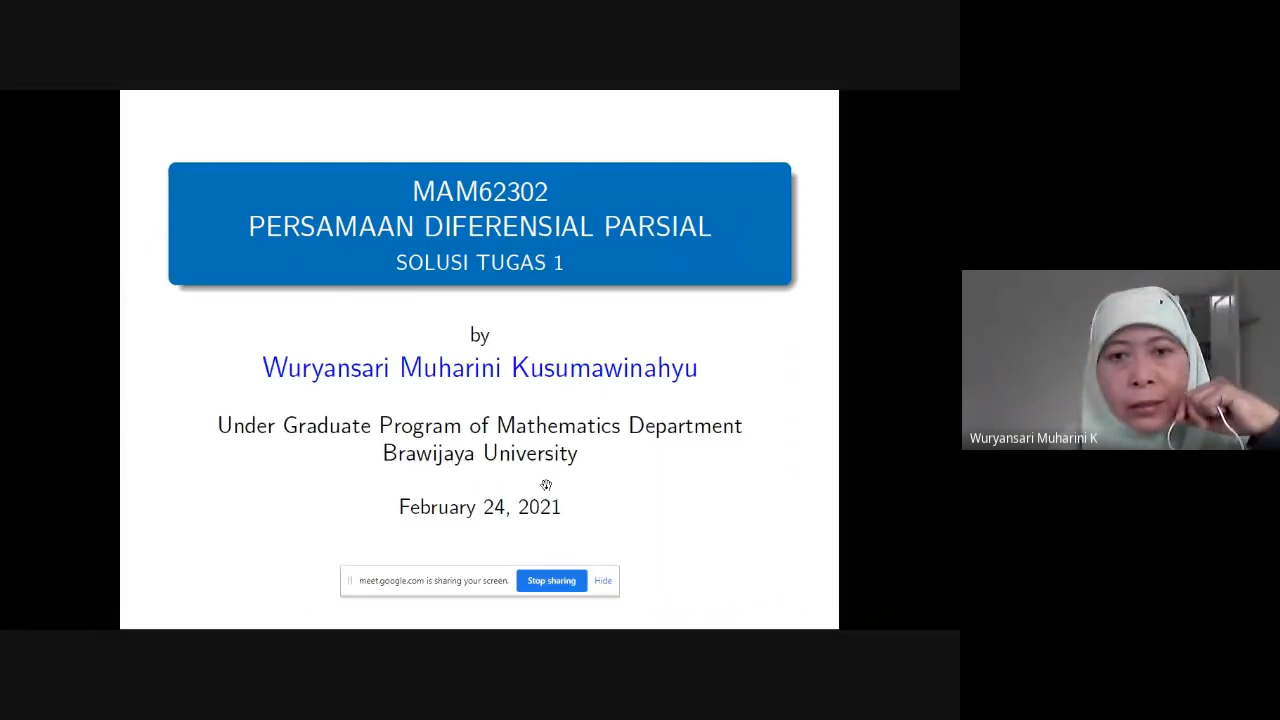 MAM62302
PERSAMAAN DIFERENSIAL PARSIAL
SOLUSI TUGAS 1
by
Wuryansari Muharini Kusumawinahyu
Under Graduate Program of Mathematics Department
Brawijaya University
February 24, 2021
meet.google.com is sharing your screen. Stop sharing Hide
Wuryansari Muharini K